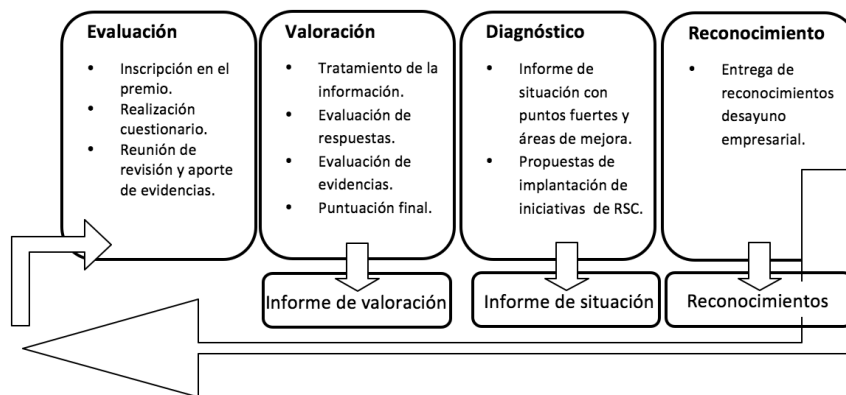 Evaluación
• Inscripción en el
premio.
• Realización
cuestionario.
• Reunión de
revisión y aporte
de evidencias.
Valoración
• Tratamiento de la
información.
• Evaluación de
respuestas.
• Evaluación de
evidencias.
• Puntuación final.
Diagnóstico
• Informe de
situación con
puntos fuertes y
áreas de mejora.
• Propuestas de
implantación de
iniciativas de RSC.
Reconocimiento
• Entrega de
reconocimientos
desayuno
empresarial.
Informe de valoración
Informe de situación
Reconocimientos